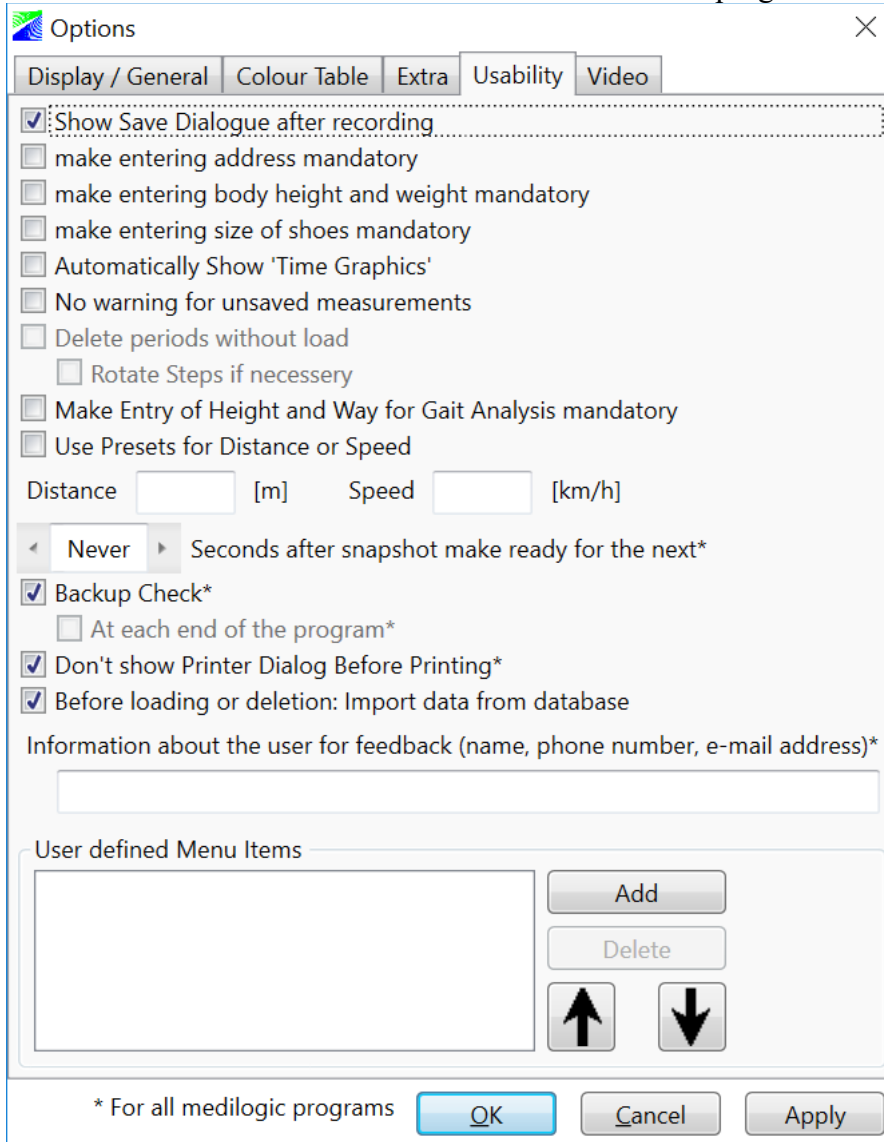 Options
Display / General Colour Table Extra Usability Video
Show Save Dialogue after recording
make entering address mandatory
make entering body height and weight mandatory
make entering size of shoes mandatory
Automatically Show 'Time Graphics'
No warning for unsaved measurements
Delete periods without load
Rotate Steps if necessery
Make Entry of Height and Way for Gait Analysis mandatory
Use Presets for Distance or Speed
Distance [m] Speed [km/h]
Never Seconds after snapshot make ready for the next*
Backup Check*
At each end of the program*
Don't show Printer Dialog Before Printing*
Before loading or deletion: Import data from database
Information about the user for feedback (name, phone number, e-mail address)*
User defined Menu Items
Add
Delete
* For all medilogic programs OK Cancel Apply